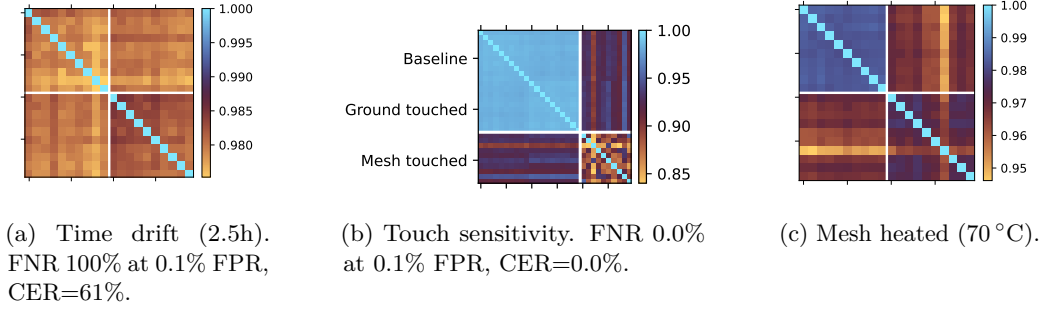 1.000
0.995
0.990
0.985
0.980
Baseline
Ground touched
Mesh touched
1.00
0.95
0.90
0.85
1.00
0.99
0.98
0.97
0.96
0.95
(a) Time drift (2.5h).
FNR 100% at 0.1% FPR,
CER=61%.
(b) Touch sensitivity. FNR 0.0%
at 0.1% FPR, CER=0.0%.
(c) Mesh heated (70 °C).